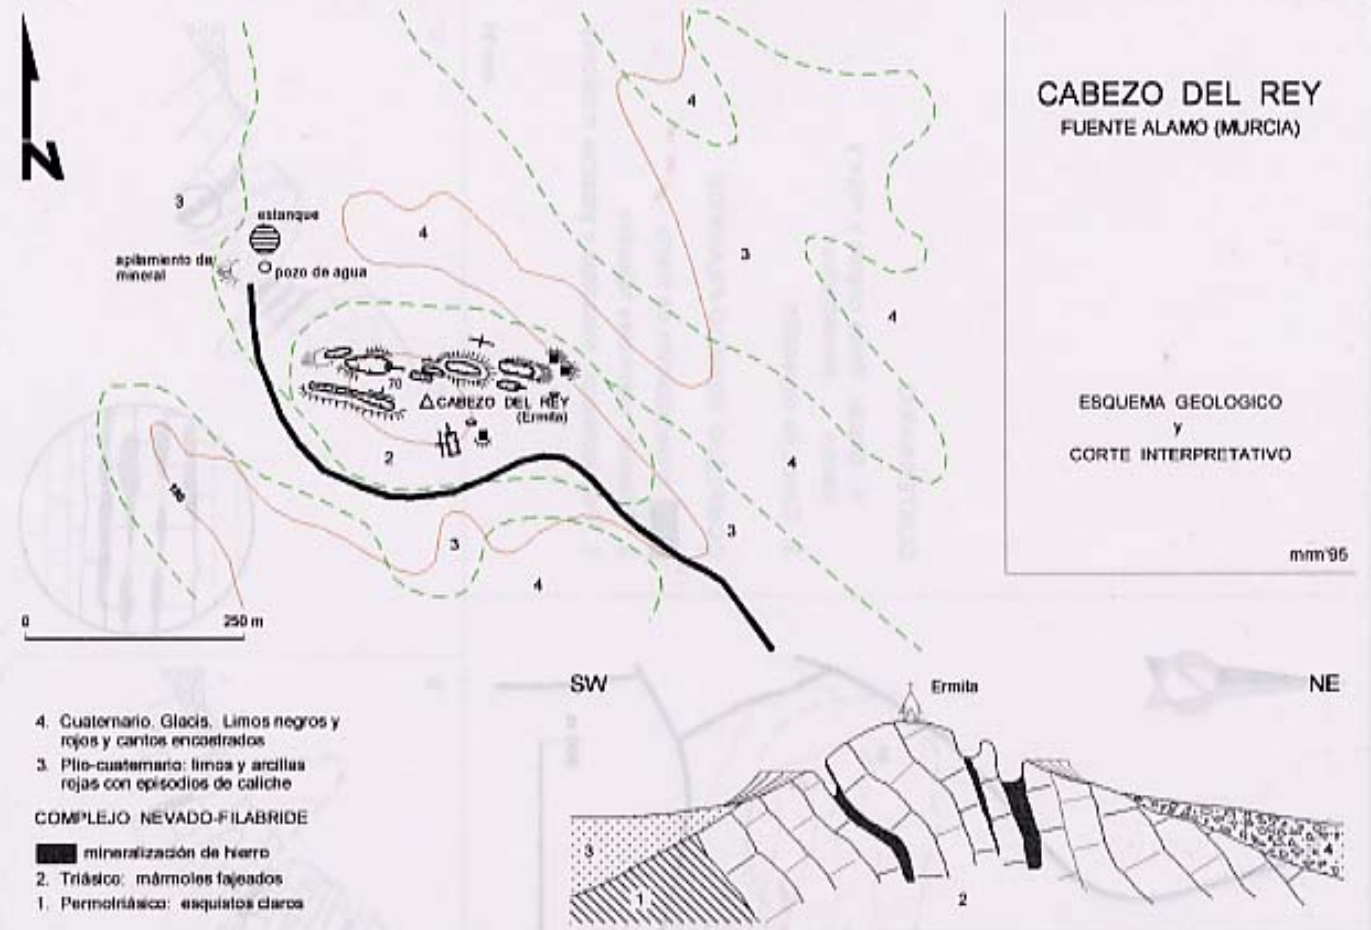 N
CABEZO DEL REY
FUENTE ALAMO (MURCIA)
ESQUEMA GEOLOGICO
y
CORTE INTERPRETATIVO
mrm'95
4
3
estanque
4
3
apilamiento de
mineral
pozo de agua
4
70
CABEZO DEL REY
(Ermita)
2
4
3
3
4
0 250 m
SW
Ermita
NE
4. Cuaternario. Glacis. Limos negros y
rojos y cantos encostrados
3. Plio-cuaternario: limos y arcillas
rojas con episodios de caliche
COMPLEJO NEVADO-FILABRIDE
mineralización de hierro
2. Triásico: mármoles fajeados
1. Permotriásico: esquistos claros
3
4
1
2